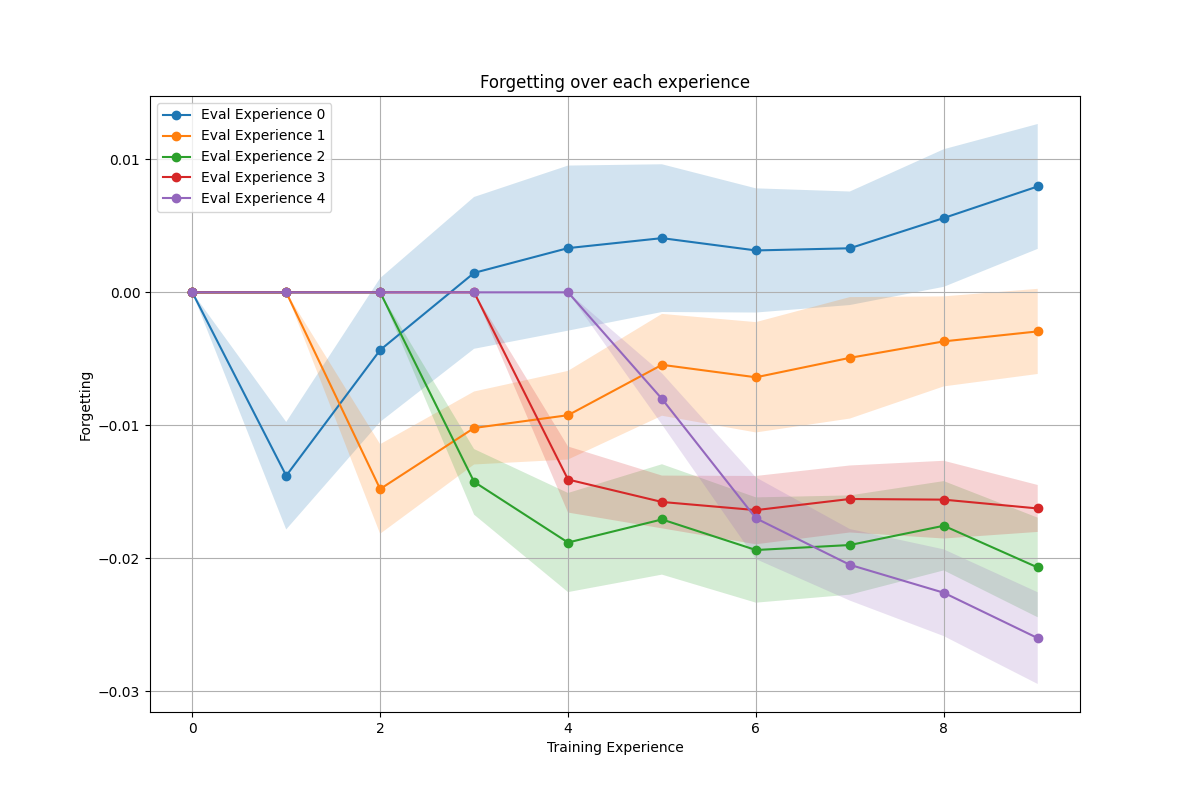 Forgetting over each experience
Eval Experience 0
Eval Experience 1
Eval Experience 2
Eval Experience 3
Eval Experience 4
0.01
0.00
−0.01
−0.02
−0.03
Forgetting
0 2 4 6 8
Training Experience